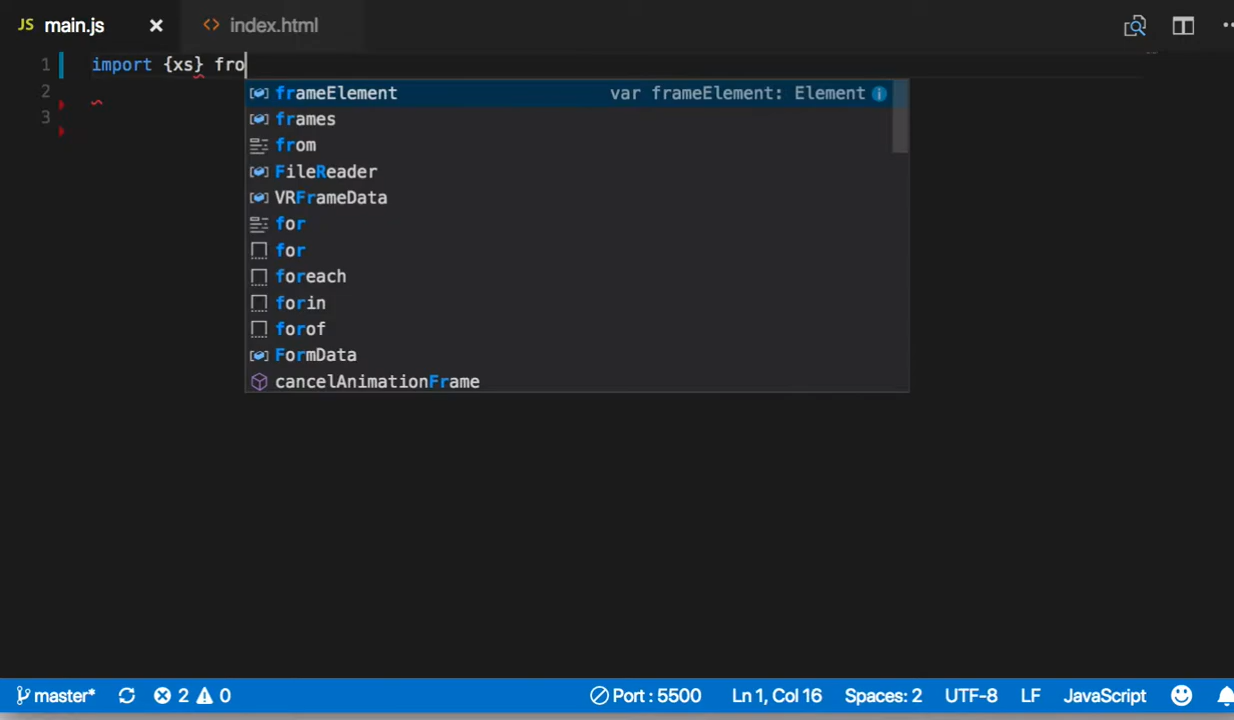 JS main.js × <> index.html
1 import {xs} fro
2
3
frameElement var frameElement: Element
frames
from
FileReader
VRFrameData
for
for
foreach
forin
forof
FormData
cancelAnimationFrame
master* 2 0 Port : 5500 Ln 1, Col 16 Spaces: 2 UTF-8 LF JavaScript